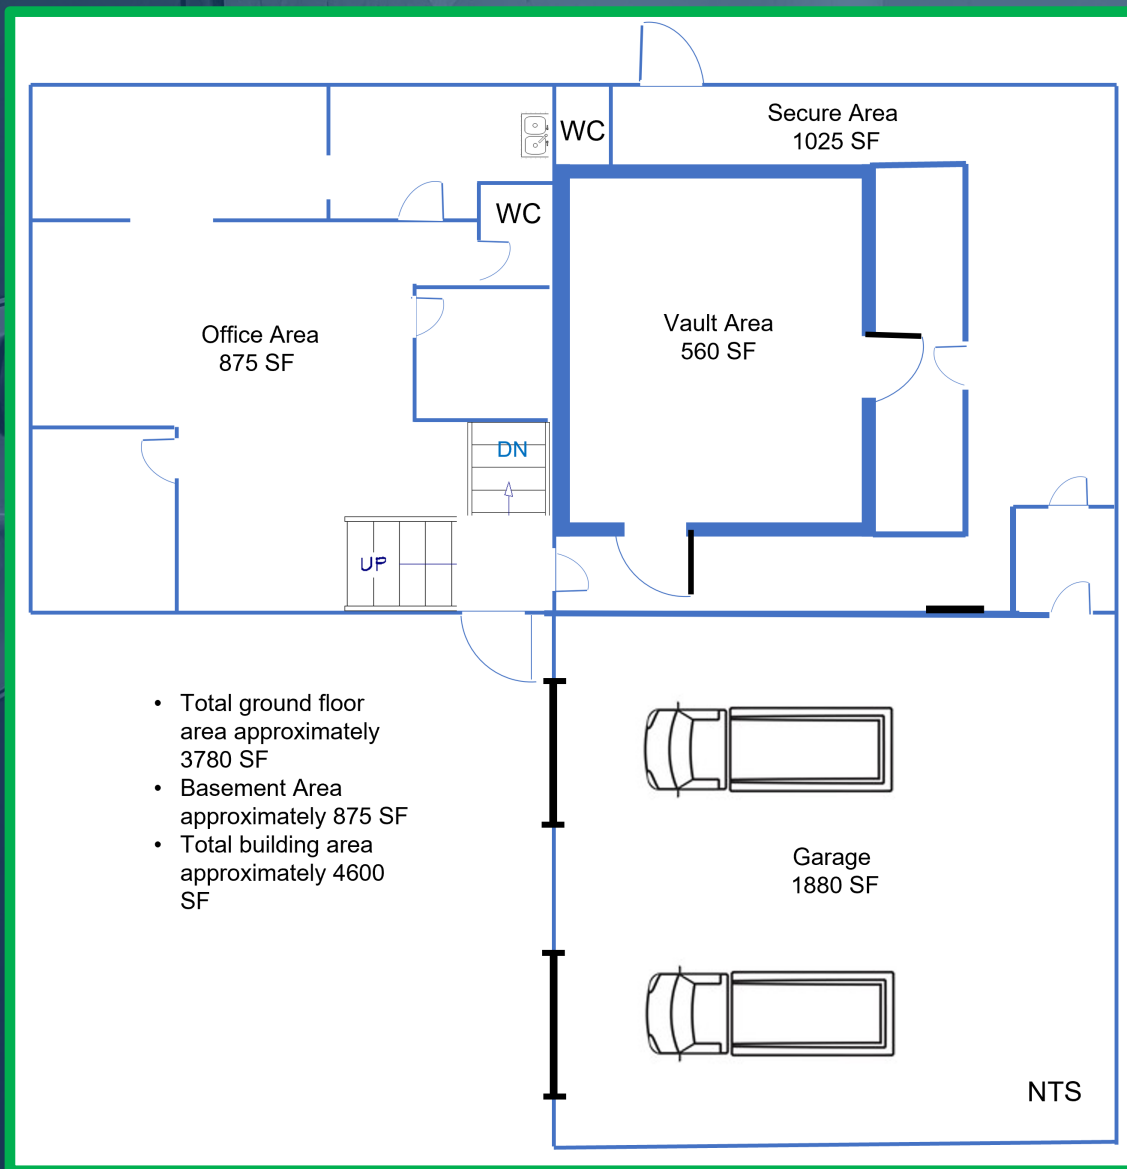 WC
Secure Area
1025 SF
WC
Office Area
875 SF
Vault Area
560 SF
DN
UP
• Total ground floor
area approximately
3780 SF
• Basement Area
approximately 875 SF
• Total building area
approximately 4600
SF
Garage
1880 SF
NTS